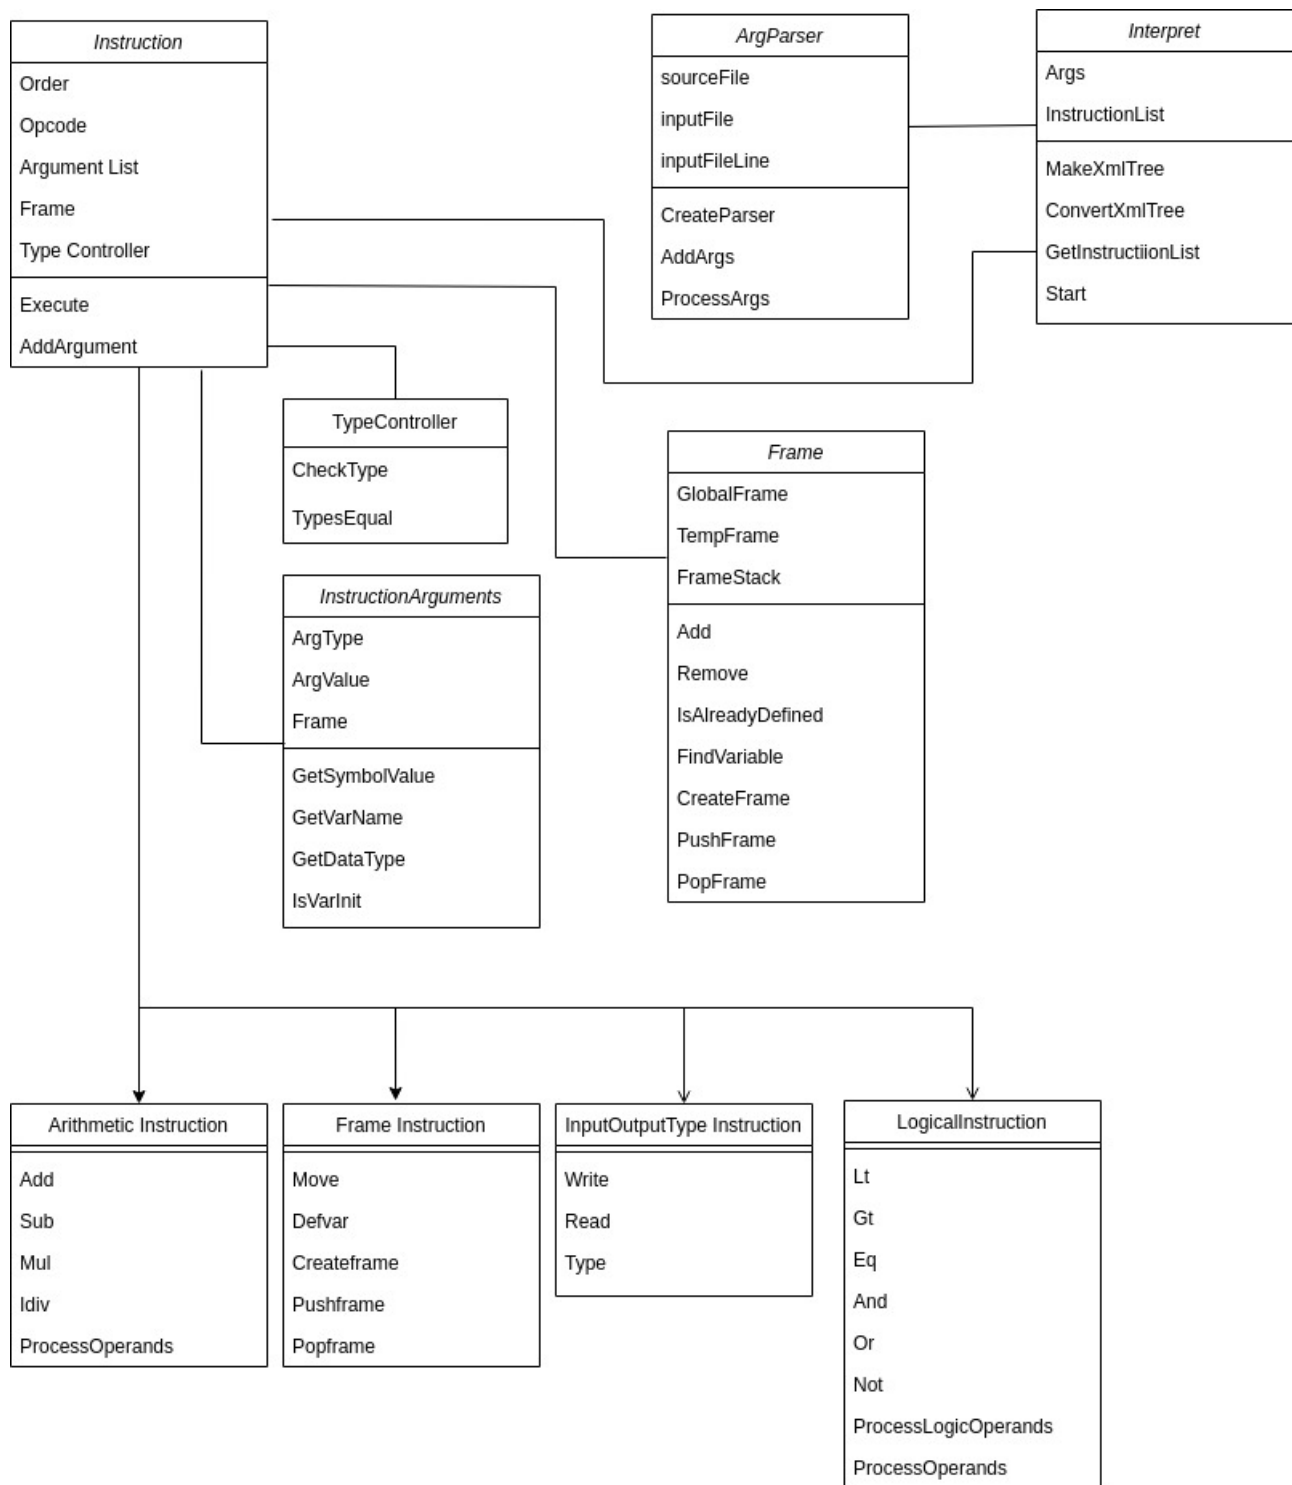 Instruction
Order
Opcode
Argument List
Frame
Type Controller
Execute
AddArgument
ArgParser
sourceFile
inputFile
inputFileLine
CreateParser
AddArgs
ProcessArgs
Interpret
Args
InstructionList
MakeXmlTree
ConvertXmlTree
GetInstructiionList
Start
TypeController
CheckType
TypesEqual
InstructionArguments
ArgType
ArgValue
Frame
GetSymbolValue
GetVarName
GetDataType
IsVarInit
Frame
GlobalFrame
TempFrame
FrameStack
Add
Remove
IsAlreadyDefined
FindVariable
CreateFrame
PushFrame
PopFrame
Arithmetic Instruction
Add
Sub
Mul
Idiv
ProcessOperands
Frame Instruction
Move
Defvar
Createframe
Pushframe
Popframe
InputOutputType Instruction
Write
Read
Type
LogicalInstruction
Lt
Gt
Eq
And
Or
Not
ProcessLogicOperands
ProcessOperands